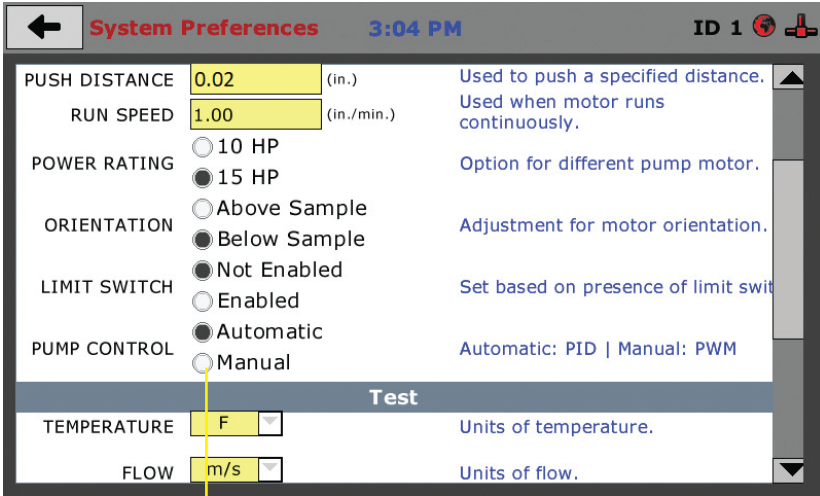 System Preferences 3:04 PM ID 1
PUSH DISTANCE 0.02 (in.) Used to push a specified distance.
RUN SPEED 1.00 (in./min.) Used when motor runs
continuously.
POWER RATING 10 HP
15 HP Option for different pump motor.
ORIENTATION Above Sample
Below Sample Adjustment for motor orientation.
LIMIT SWITCH Not Enabled
Enabled Set based on presence of limit swit
PUMP CONTROL Automatic
Manual Automatic: PID | Manual: PWM
Test
TEMPERATURE F Units of temperature.
FLOW m/s Units of flow.